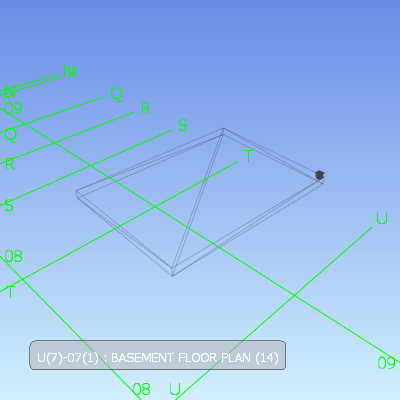 N
09
Q
R
S
Q
R
S
T
U
08
T
U(7)-07(1) : BASEMENT FLOOR PLAN (14)
09
08 U